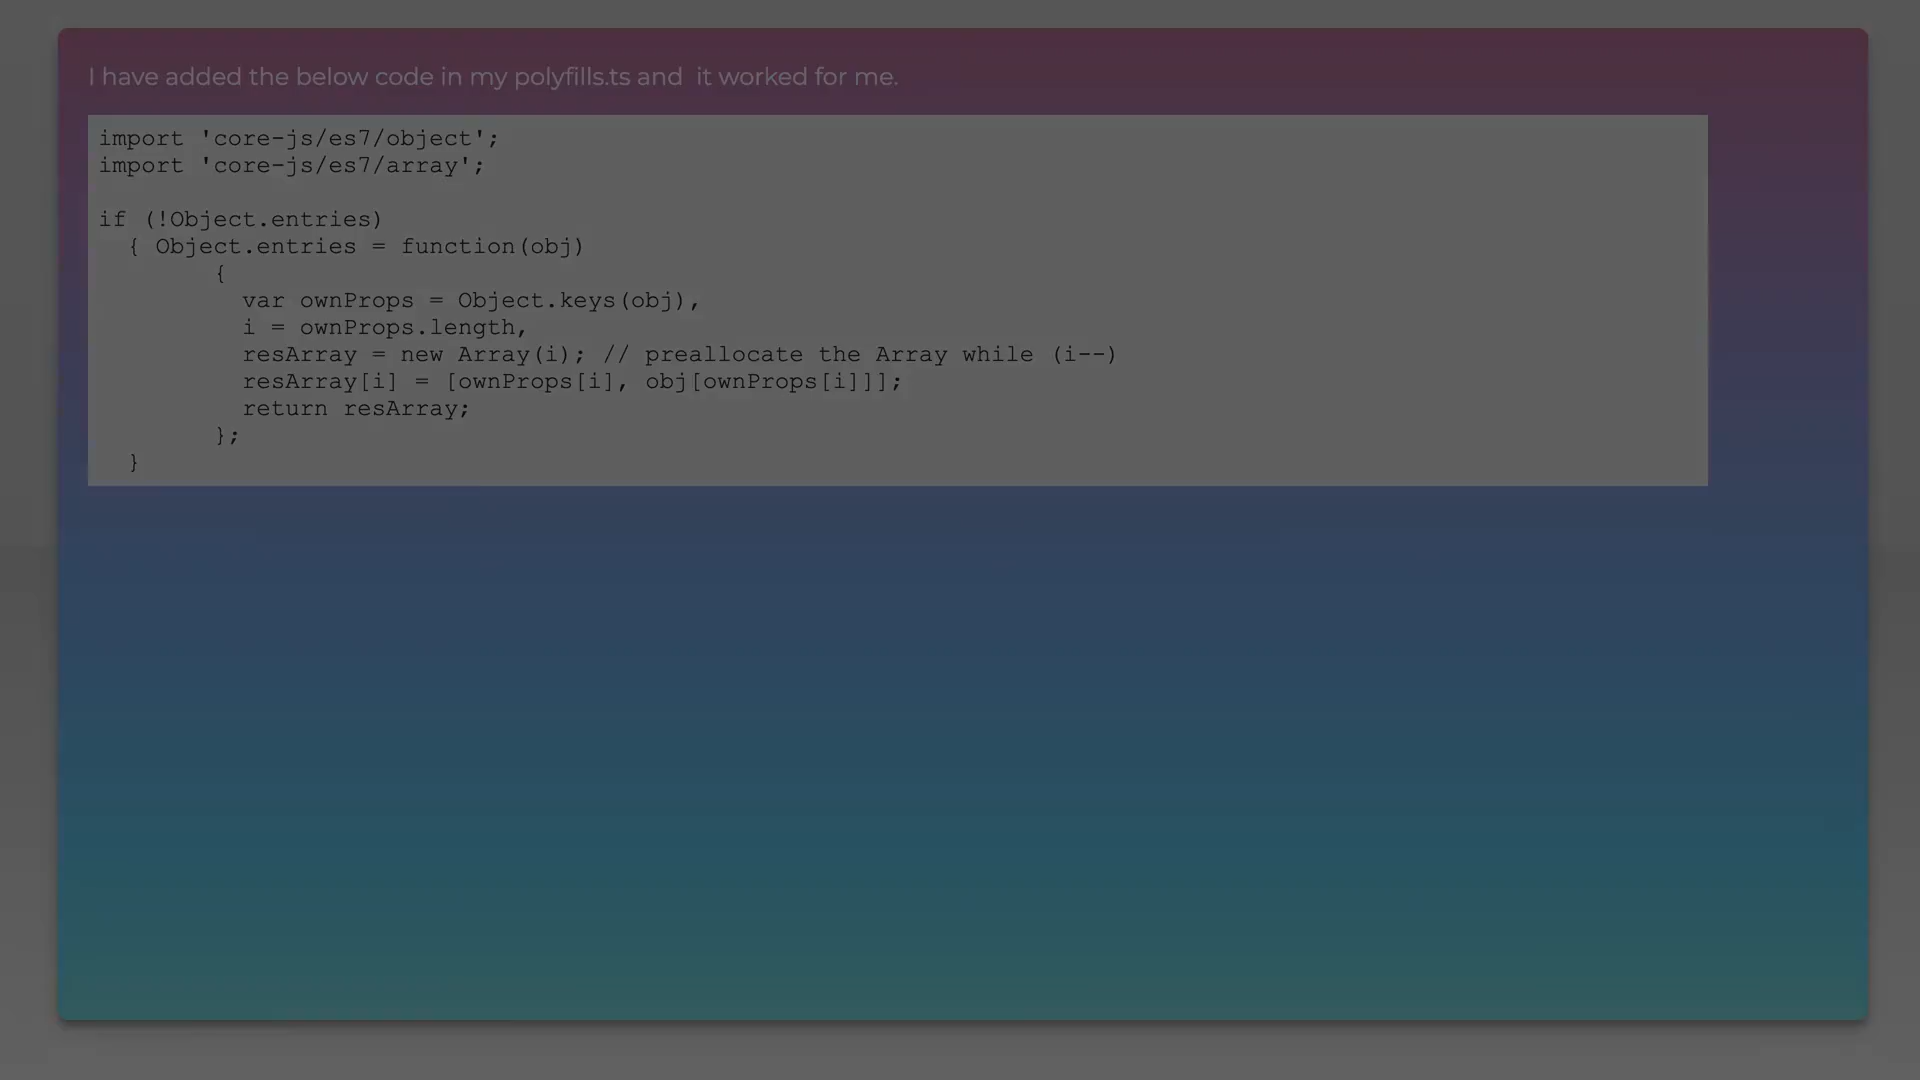 I have added the below code in my polyfills.ts and  it worked for me.
import 'core-js/es7/object';
import 'core-js/es7/array';
if (!Object.entries)
{ Object.entries = function(obj)
{
var ownProps = Object.keys(obj),
i = ownProps.length,
resArray = new Array(i); // preallocate the Array while (i--)
resArray[i] = [ownProps[i], obj[ownProps[i]]];
return resArray;
};
}